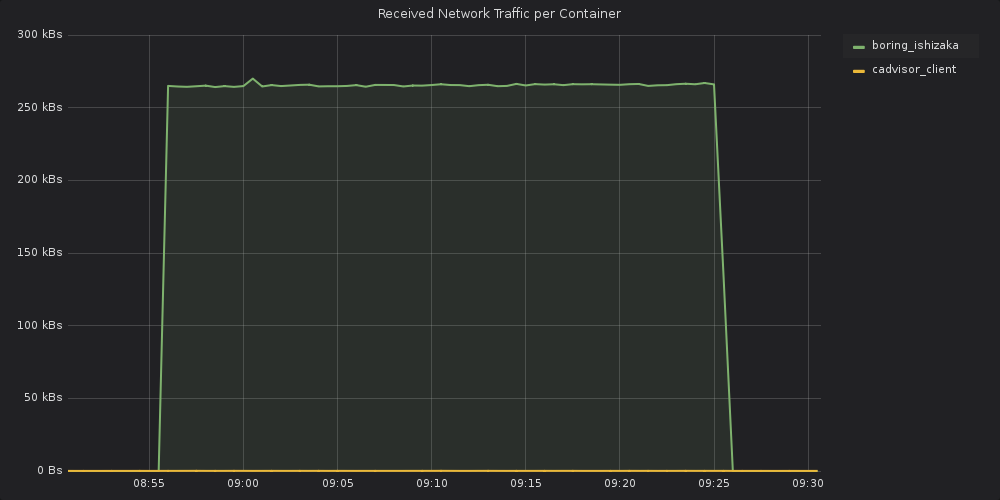 Received Network Traffic per Container
300 kBs
250 kBs
200 kBs
150 kBs
100 kBs
50 kBs
0 Bs
08:55 09:00 09:05 09:10 09:15 09:20 09:25 09:30
boring_ishizaka
cadvisor_client